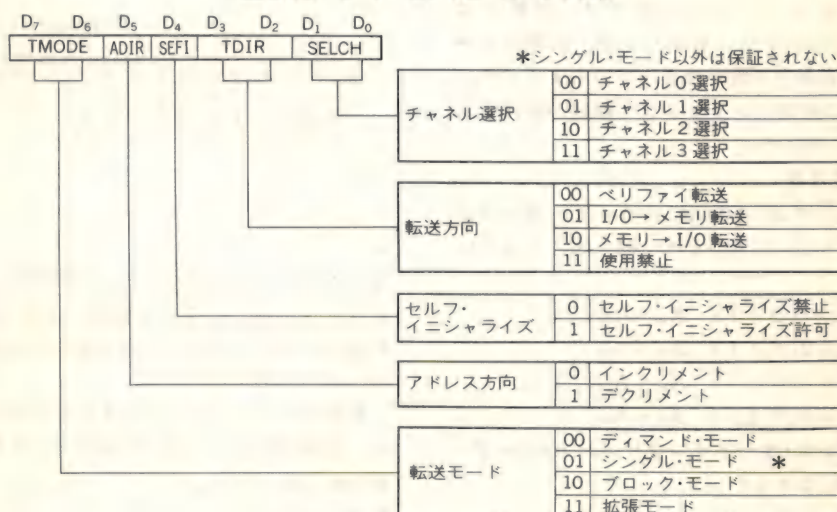 D₇ D₆ D₅ D₄ D₃ D₂ D₁ D₀
TMODE ADIR SEFI TDIR SELCH
*シングル・モード以外は保証されない
チャネル選択
00 チャネル0選択
01 チャネル1選択
10 チャネル2選択
11 チャネル3選択
転送方向
00 ベリファイ転送
01 I/O→メモリ転送
10 メモリ→I/O転送
11 使用禁止
セルフ・
イニシャライズ
0 セルフ・イニシャライズ禁止
1 セルフ・イニシャライズ許可
アドレス方向
0 インクリメント
1 デクリメント
転送モード
00 ディマンド・モード
01 シングル・モード *
10 ブロック・モード
11 拡張モード